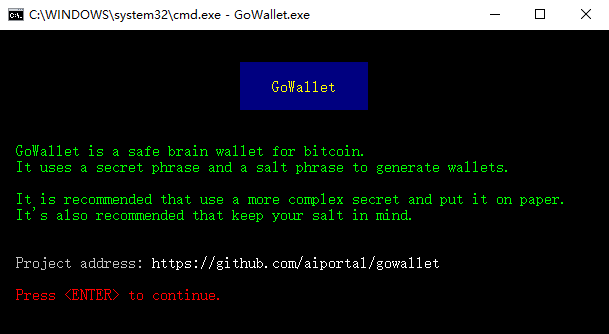 C:\WINDOWS\system32\cmd.exe - GoWallet.exe
GoWallet
GoWallet is a safe brain wallet for bitcoin.
It uses a secret phrase and a salt phrase to generate wallets.
It is recommended that use a more complex secret and put it on paper.
It's also recommended that keep your salt in mind.
Project address: https://github.com/aiportal/gowallet
Press <ENTER> to continue.